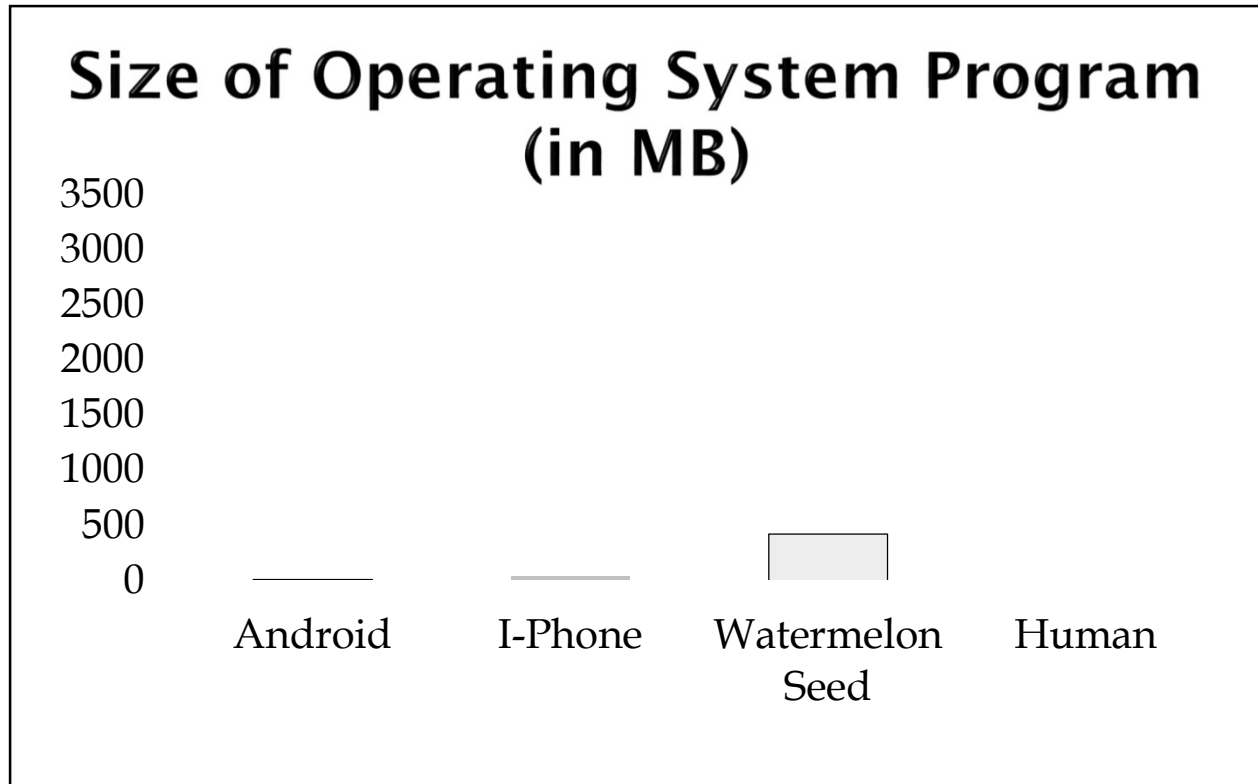 Size of Operating System Program
(in MB)
3500
3000
2500
2000
1500
1000
500
0
Android
I-Phone
Watermelon
Seed
Human